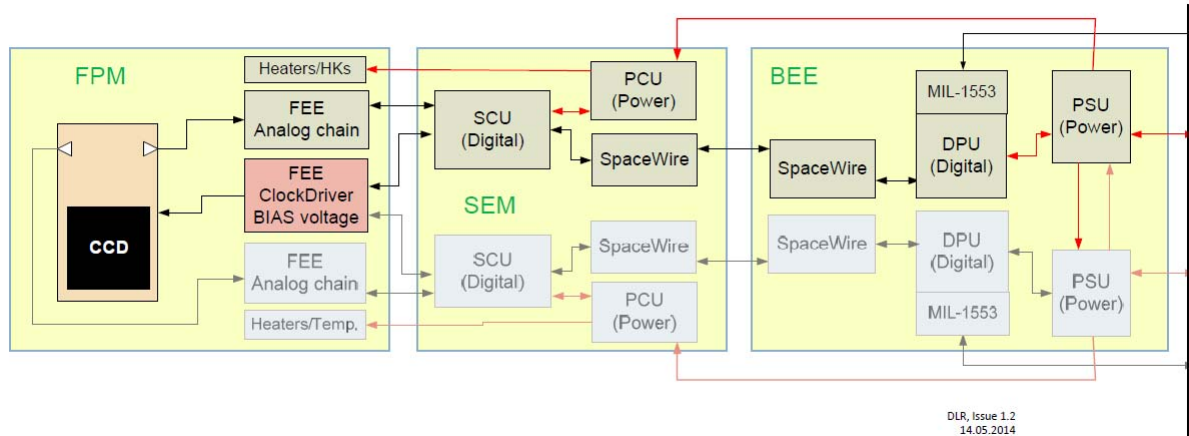 FPM
Heaters/HKs
FEE
Analog chain
FEE
ClockDriver
BIAS voltage
CCD
FEE
Analog chain
Heaters/Temp.
SCU
(Digital)
PCU
(Power)
SpaceWire
SEM
SCU
(Digital)
SpaceWire
PCU
(Power)
BEE
MIL-1553
DPU
(Digital)
PSU
(Power)
SpaceWire
SpaceWire
DPU
(Digital)
MIL-1553
PSU
(Power)
DLR, Issue 1.2
14.05.2014